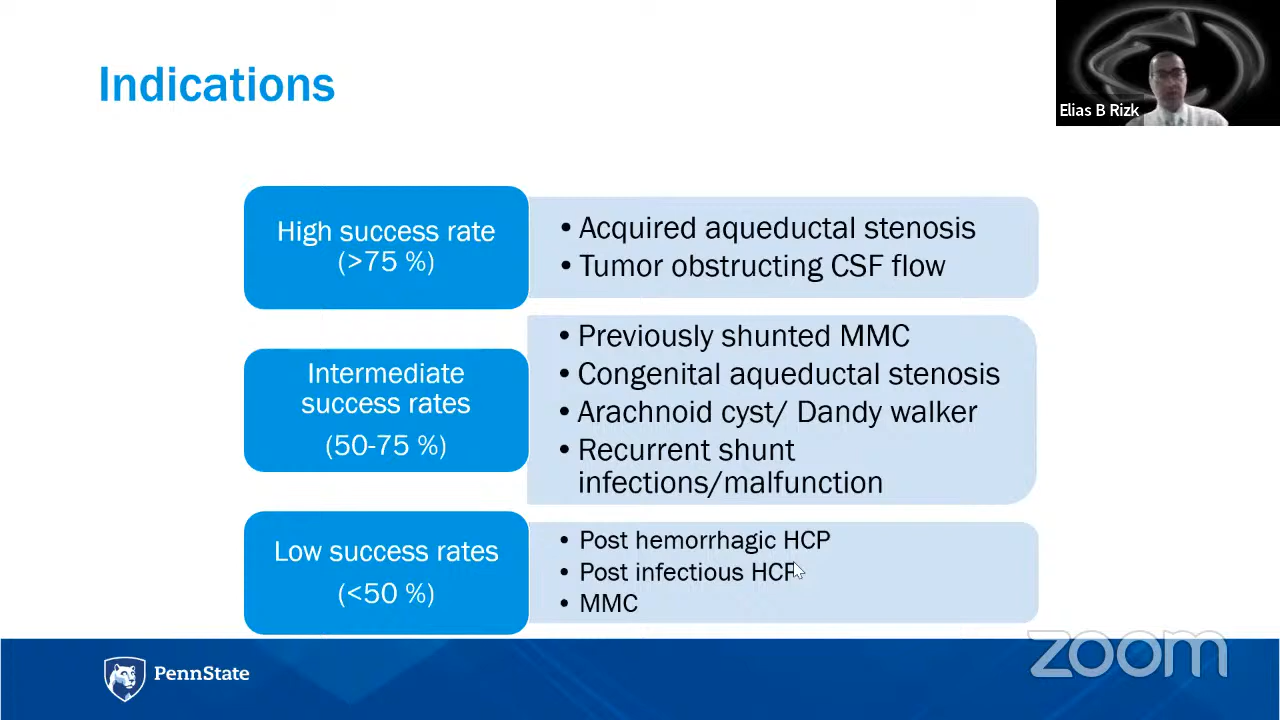 Indications
Elias B Rizk
High success rate
(>75 %)
• Acquired aqueductal stenosis
• Tumor obstructing CSF flow
Intermediate
success rates
(50-75 %)
• Previously shunted MMC
• Congenital aqueductal stenosis
• Arachnoid cyst/ Dandy walker
• Recurrent shunt
infections/malfunction
Low success rates
(<50 %)
• Post hemorrhagic HCP
• Post infectious HCP
• MMC
PennState
zoom